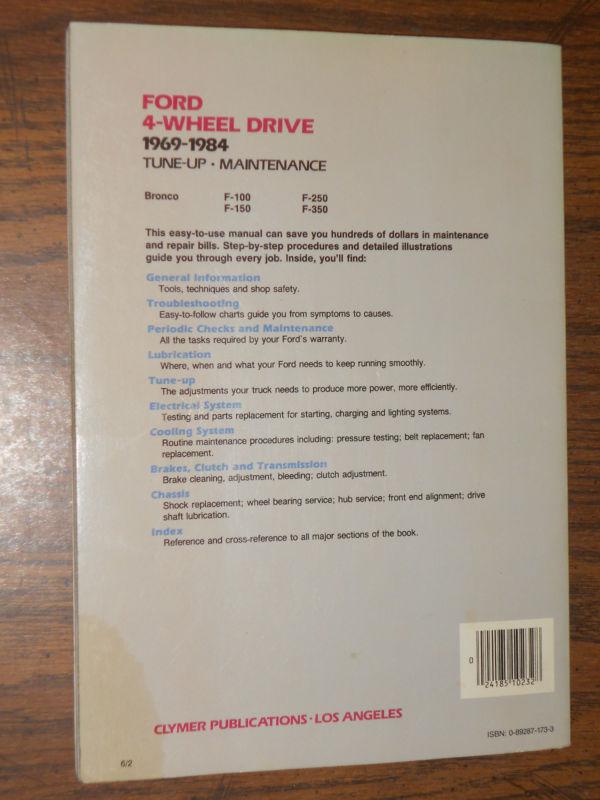 FORD
4-WHEEL DRIVE
1969-1984
TUNE-UP • MAINTENANCE
Bronco F-100 F-250
F-150 F-350
This easy-to-use manual can save you hundreds of dollars in maintenance
and repair bills. Step-by-step procedures and detailed illustrations
guide you through every job. Inside, you'll find:
General Information
Tools, techniques and shop safety.
Troubleshooting
Easy-to-follow charts guide you from symptoms to causes.
Periodic Checks and Maintenance
All the tasks required by your Ford's warranty.
Lubrication
Where, when and what your Ford needs to keep running smoothly.
Tune-up
The adjustments your truck needs to produce more power, more efficiently.
Electrical System
Testing and parts replacement for starting, charging and lighting systems.
Cooling System
Routine maintenance procedures including: pressure testing; belt replacement; fan
replacement.
Brakes, Clutch and Transmission
Brake cleaning, adjustment, bleeding; clutch adjustment.
Chassis
Shock replacement; wheel bearing service; hub service; front end alignment; drive
shaft lubrication.
Index
Reference and cross-reference to all major sections of the book.
0
24185 10232
CLYMER PUBLICATIONS • LOS ANGELES
ISBN: 0-89287-173-3
6/2